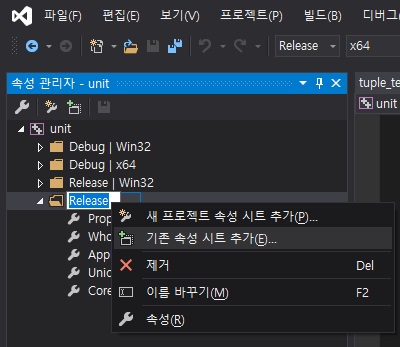 파일(F) 편집(E) 보기(V) 프로젝트(P) 빌드(B) 디버그
Release x64
속성 관리자 - unit
tuple_te
unit
unit
Debug | Win32
Debug | x64
Release | Win32
Release
Prop
Who
App
Unic
Core
새 프로젝트 속성 시트 추가(P)...
기존 속성 시트 추가(E)...
제거 Del
이름 바꾸기(M) F2
속성(R)